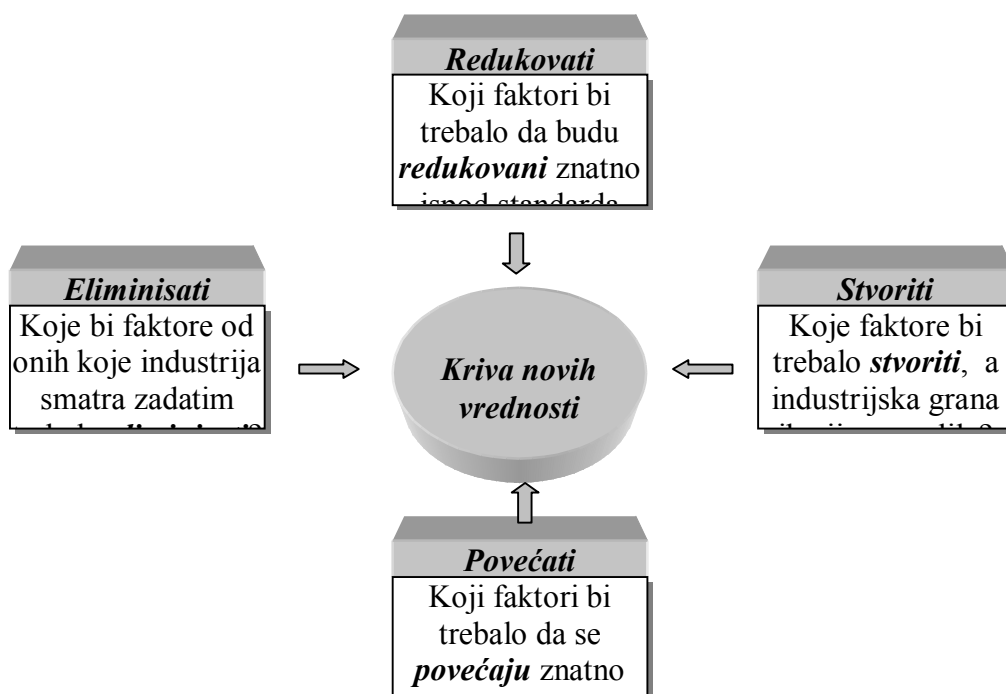 Redukovati
Koji faktori bi
trebalo da budu
redukovani znatno
ispod standarda
Eliminisati
Koje bi faktore od
onih koje industrija
smatra zadatim
Kriva novih
vrednosti
Stvoriti
Koje faktore bi
trebalo stvoriti, a
industrijska grana
Povećati
Koji faktori bi
trebalo da se
povećaju znatno